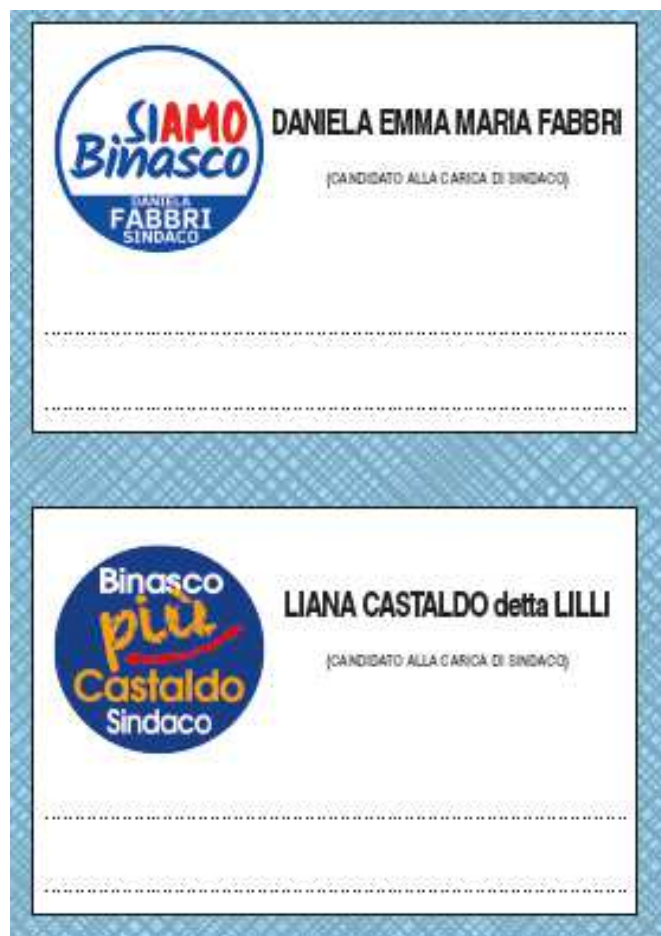 SIAMO
Binasco
DANIELA
FABBRI
SINDACO
DANIELA EMMA MARIA FABBRI
(CANDIDATO ALLA CARICA DI SINDACO)
Binasco
più
Castaldo
Sindaco
LIANA CASTALDO detta LILLI
(CANDIDATO ALLA CARICA DI SINDACO)